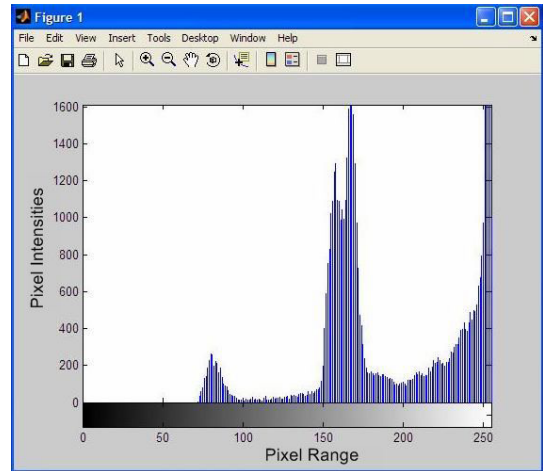 Figure 1
File Edit View Insert Tools Desktop Window Help
1600
1400
1200
1000
800
600
400
200
0
Pixel Intensities
0 50 100 150 200 250
Pixel Range